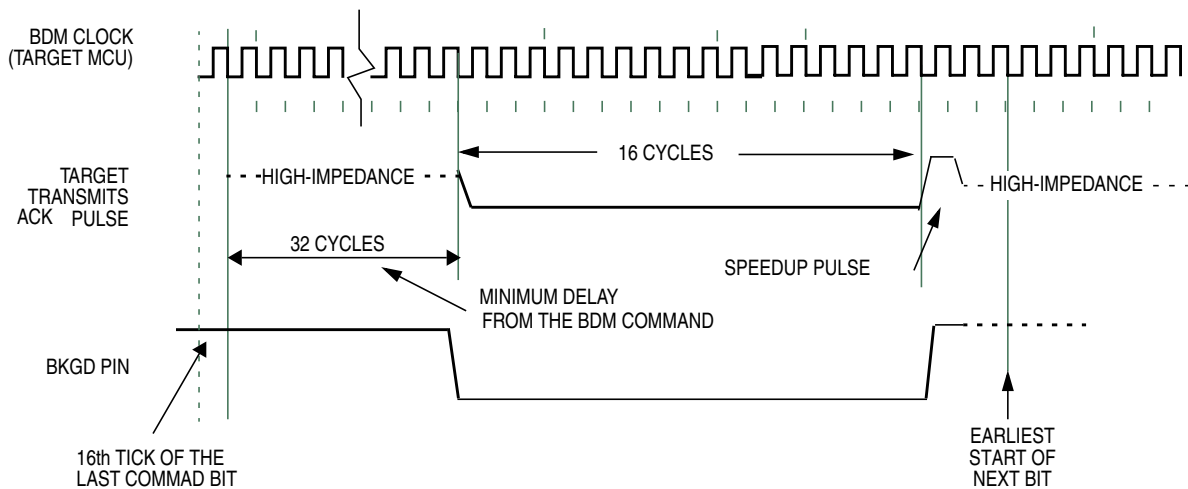 BDM CLOCK
(TARGET MCU)
16 CYCLES
TARGET
TRANSMITS
ACK PULSE
HIGH-IMPEDANCE
HIGH-IMPEDANCE
32 CYCLES
SPEEDUP PULSE
MINIMUM DELAY
FROM THE BDM COMMAND
BKGD PIN
16th TICK OF THE
LAST COMMAD BIT
EARLIEST
START OF
NEXT BIT